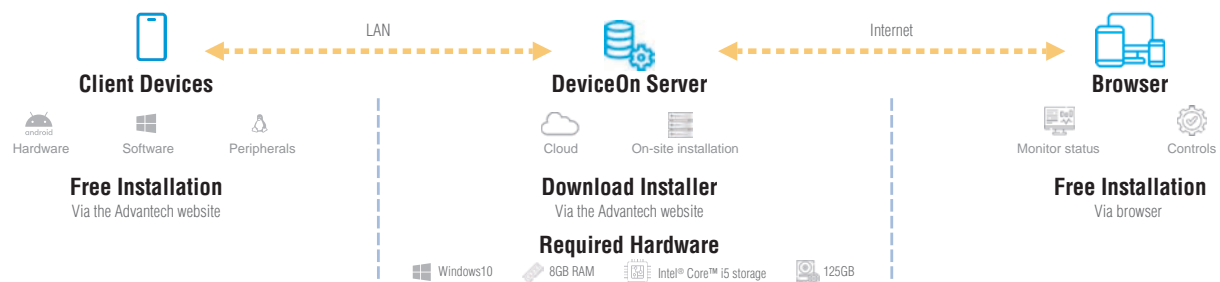 LAN
Internet
Client Devices
DeviceOn Server
Browser
android
Hardware
Software
Peripherals
Cloud
On-site installation
Monitor status
Controls
Free Installation
Via the Advantech website
Download Installer
Via the Advantech website
Free Installation
Via browser
Required Hardware
Windows10
8GB RAM
Intel® Core™ i5 storage
125GB